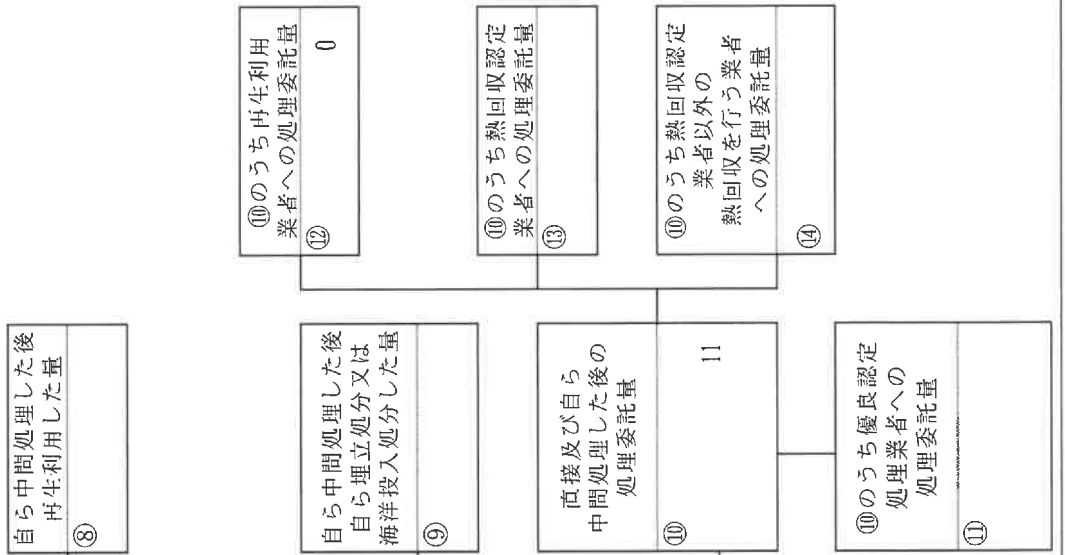 自ら中間処理した後
再生利用した量
⑧
自ら中間処理した後
自ら埋立処分又は
海洋投入処分した量
⑨
直接及び自ら
中間処理した後の
処理委託量
⑩
11
⑩のうち優良認定
処理業者への
処理委託量
⑪
⑩のうち再生利用
業者への処理委託量
⑫
0
⑩のうち熱回収認定
業者への処理委託量
⑬
⑩のうち熱回収認定
業者以外の
熱回収を行う業者
への処理委託量
⑭